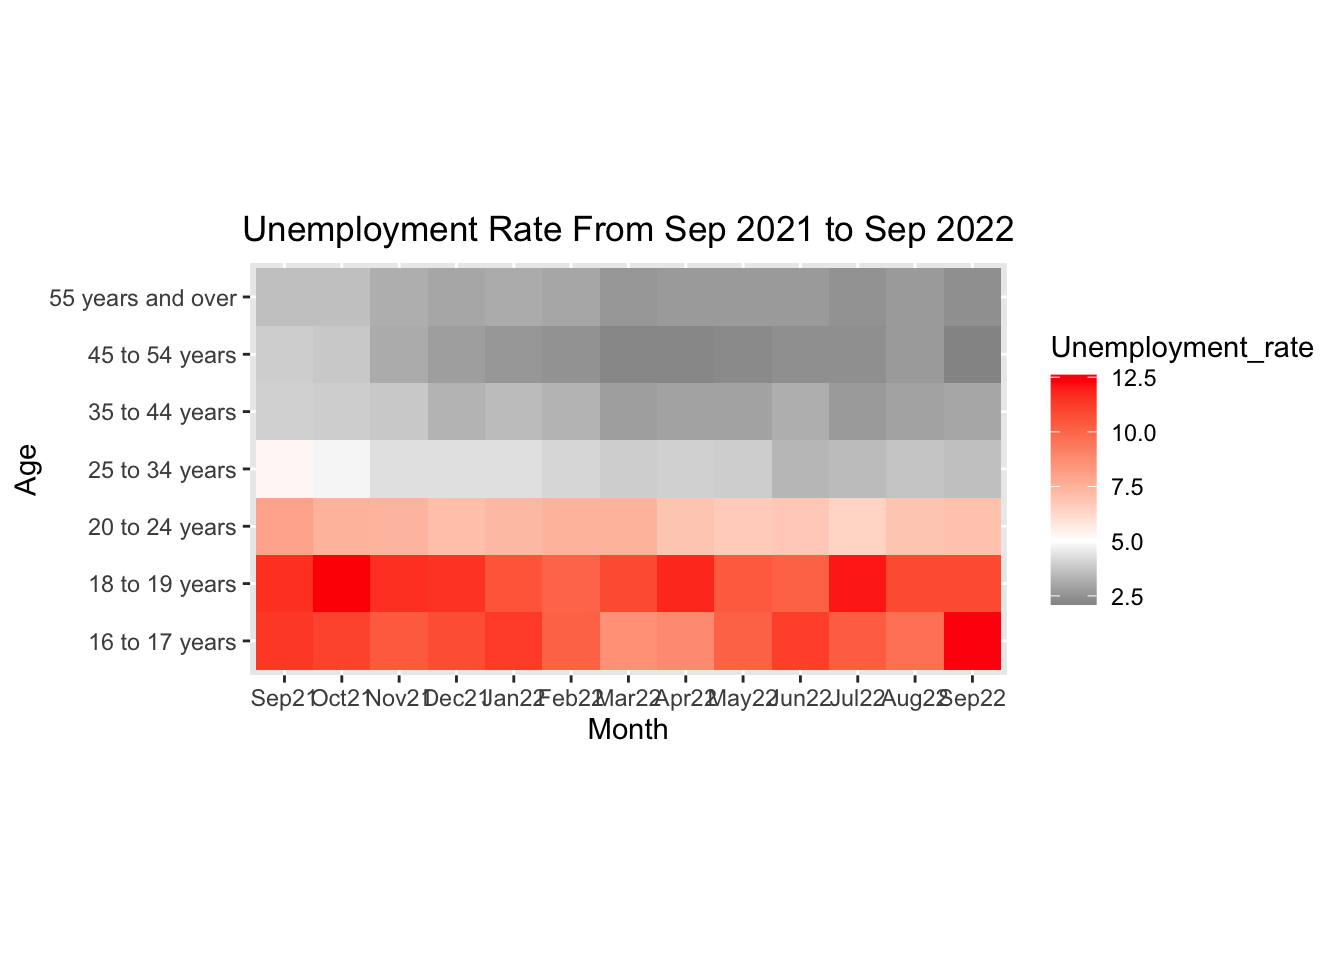 Unemployment Rate From Sep 2021 to Sep 2022
55 years and over
45 to 54 years
35 to 44 years
25 to 34 years
20 to 24 years
18 to 19 years
16 to 17 years
Age
Sep21 Oct21 Nov21 Dec21 Jan22 Feb22 Mar22 Apr22 May22 Jun22 Jul22 Aug22 Sep22
Month
Unemployment_rate
12.5
10.0
7.5
5.0
2.5